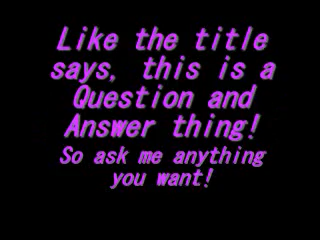 Like the title
says, this is a
Question and
Answer thing!
So ask me anything
you want!